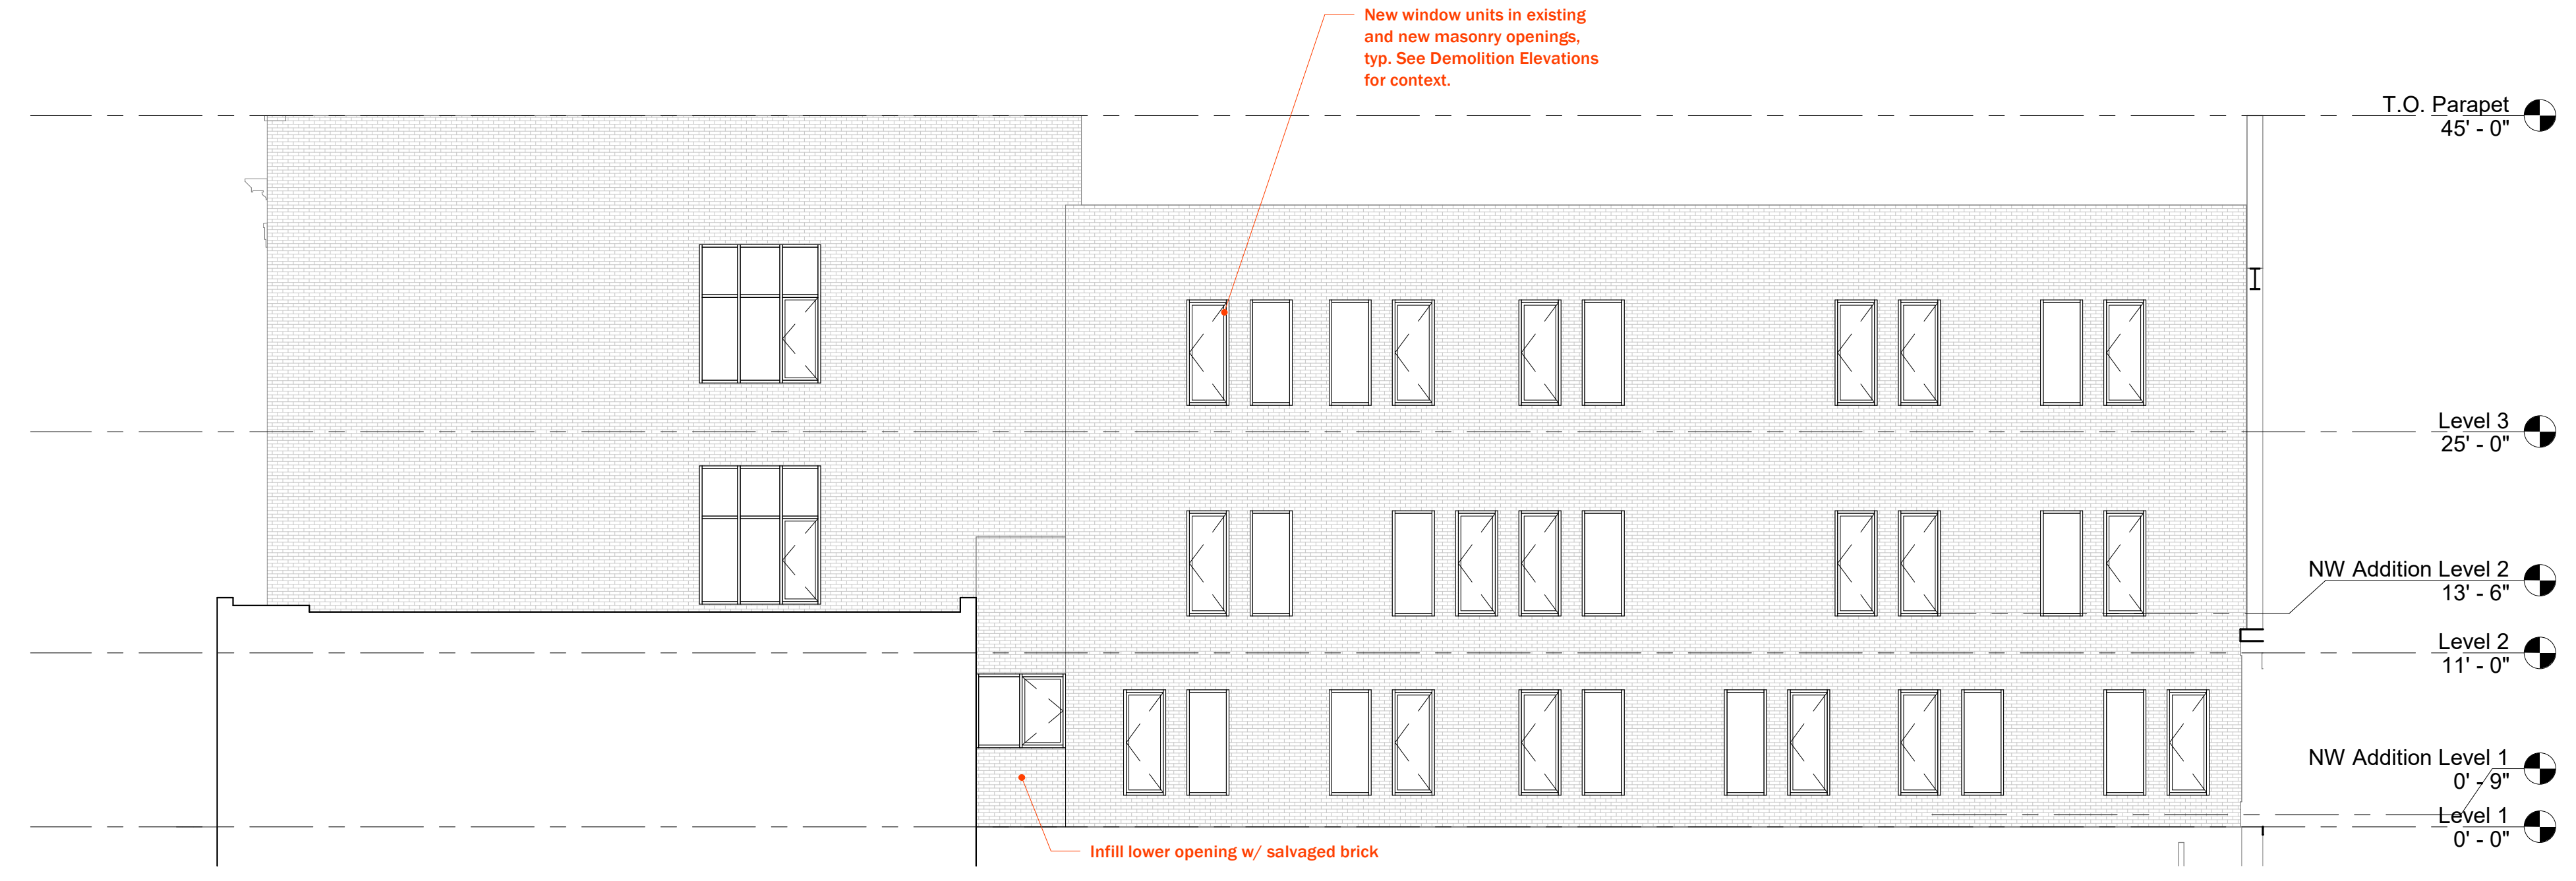 New window units in existing
and new masonry openings,
typ. See Demolition Elevations
for context.
T.O. Parapet
45' - 0"
Level 3
25' - 0"
NW Addition Level 2
13' - 6"
Level 2
11' - 0"
NW Addition Level 1
0' - 9"
Level 1
0' - 0"
Infill lower opening w/ salvaged brick